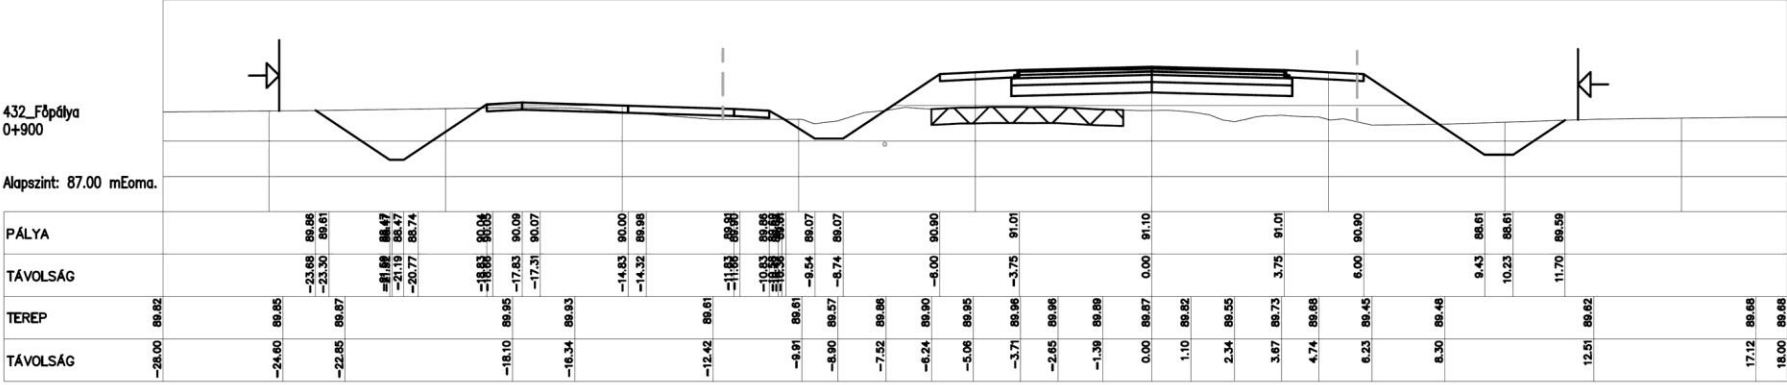 432_Főpálya
0+900
Alapszint: 87.00 mEoma.
PÁLYA 89.86 89.61 88.47 88.74 90.05 90.09 90.07 90.00 89.98 89.07 89.07 90.90 91.01 91.10 91.01 90.90 88.61 88.61 89.59
TÁVOLSÁG -23.68 -23.30 -21.19 -20.77 -18.83 -17.83 -17.31 -14.83 -14.32 -11.83 -10.83 -9.54 -8.74 -6.00 -3.75 0.00 3.75 6.00 9.43 10.23 11.70
TEREP 89.82 89.85 89.87 89.95 89.93 89.61 89.61 89.57 89.86 89.90 89.95 89.96 89.96 89.89 89.87 89.82 89.55 89.73 89.68 89.45 89.48 89.62 89.68 89.68
TÁVOLSÁG -28.00 -24.60 -22.85 -18.10 -16.34 -12.42 -9.91 -8.90 -7.52 -6.24 -5.06 -3.71 -2.65 -1.39 0.00 1.10 2.34 3.67 4.74 6.23 8.30 12.51 17.12 18.00